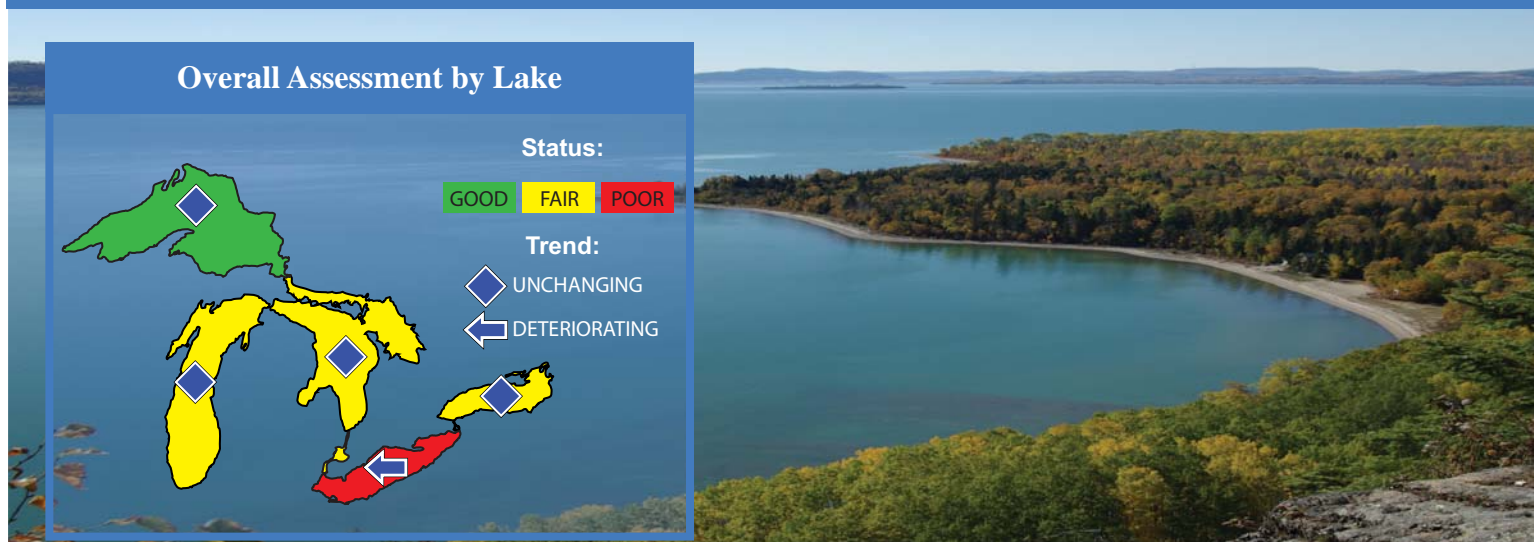 Overall Assessment by Lake
Status:
GOOD FAIR POOR
Trend:
UNCHANGING
DETERIORATING